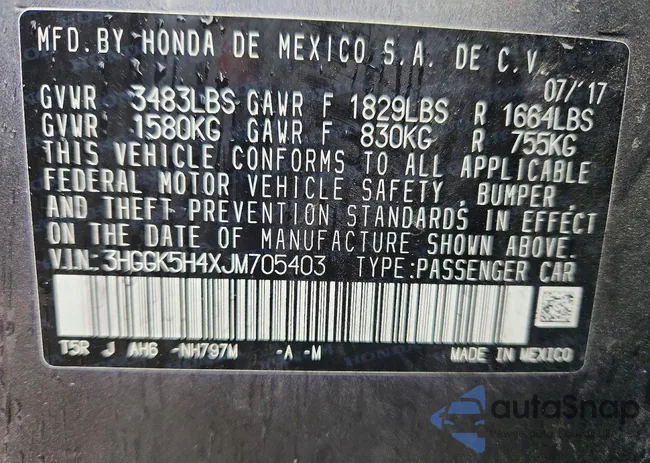 MFD.BY HONDA DE MEXICO S.A. DE C.V.
07/'17
GVWR 3483LBS GAWR F 1829LBS R 1664LBS
GVWR 1580KG GAWR F 830KG R 755KG
THIS VEHICLE CONFORMS TO ALL APPLICABLE
FEDERAL MOTOR VEHICLE SAFETY, BUMPER,
AND THEFT PREVENTION STANDARDS IN EFFECT
ON THE DATE OF MANUFACTURE SHOWN ABOVE.
V.I.N.:3HGGK5H4XJM705403 TYPE:PASSENGER CAR
T5R J AH6 -NH797M -A -M MADE IN MEXICO
autoSnap